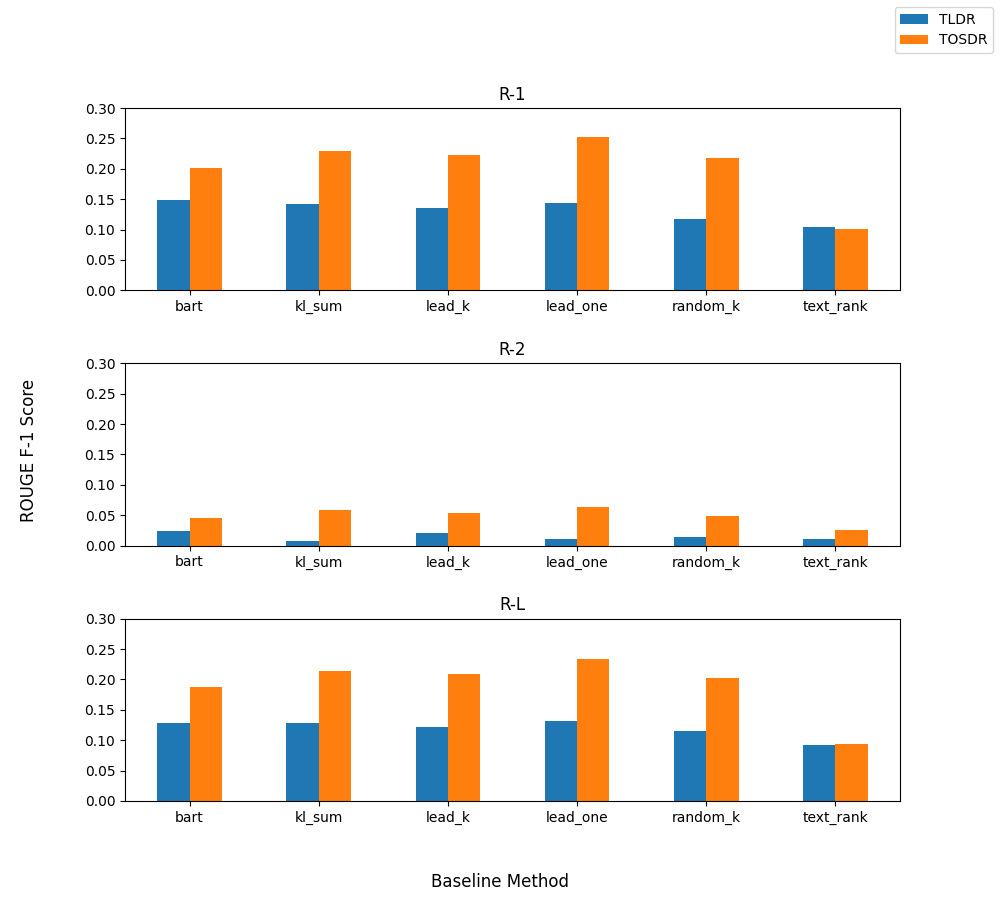 TLDR
TOSDR
R-1
0.30
0.25
0.20
0.15
0.10
0.05
0.00
bart kl_sum lead_k lead_one random_k text_rank
R-2
0.30
0.25
0.20
0.15
0.10
0.05
0.00
bart kl_sum lead_k lead_one random_k text_rank
ROUGE F-1 Score
R-L
0.30
0.25
0.20
0.15
0.10
0.05
0.00
bart kl_sum lead_k lead_one random_k text_rank
Baseline Method